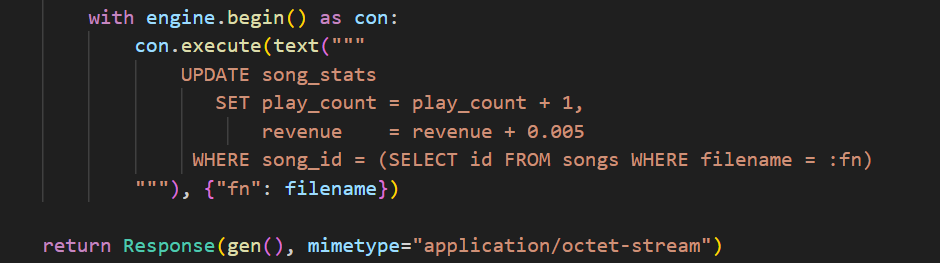 with engine.begin() as con:
con.execute(text("""
UPDATE song_stats
SET play_count = play_count + 1,
revenue    = revenue + 0.005
WHERE song_id = (SELECT id FROM songs WHERE filename = :fn)
"""), {"fn": filename})
return Response(gen(), mimetype="application/octet-stream")